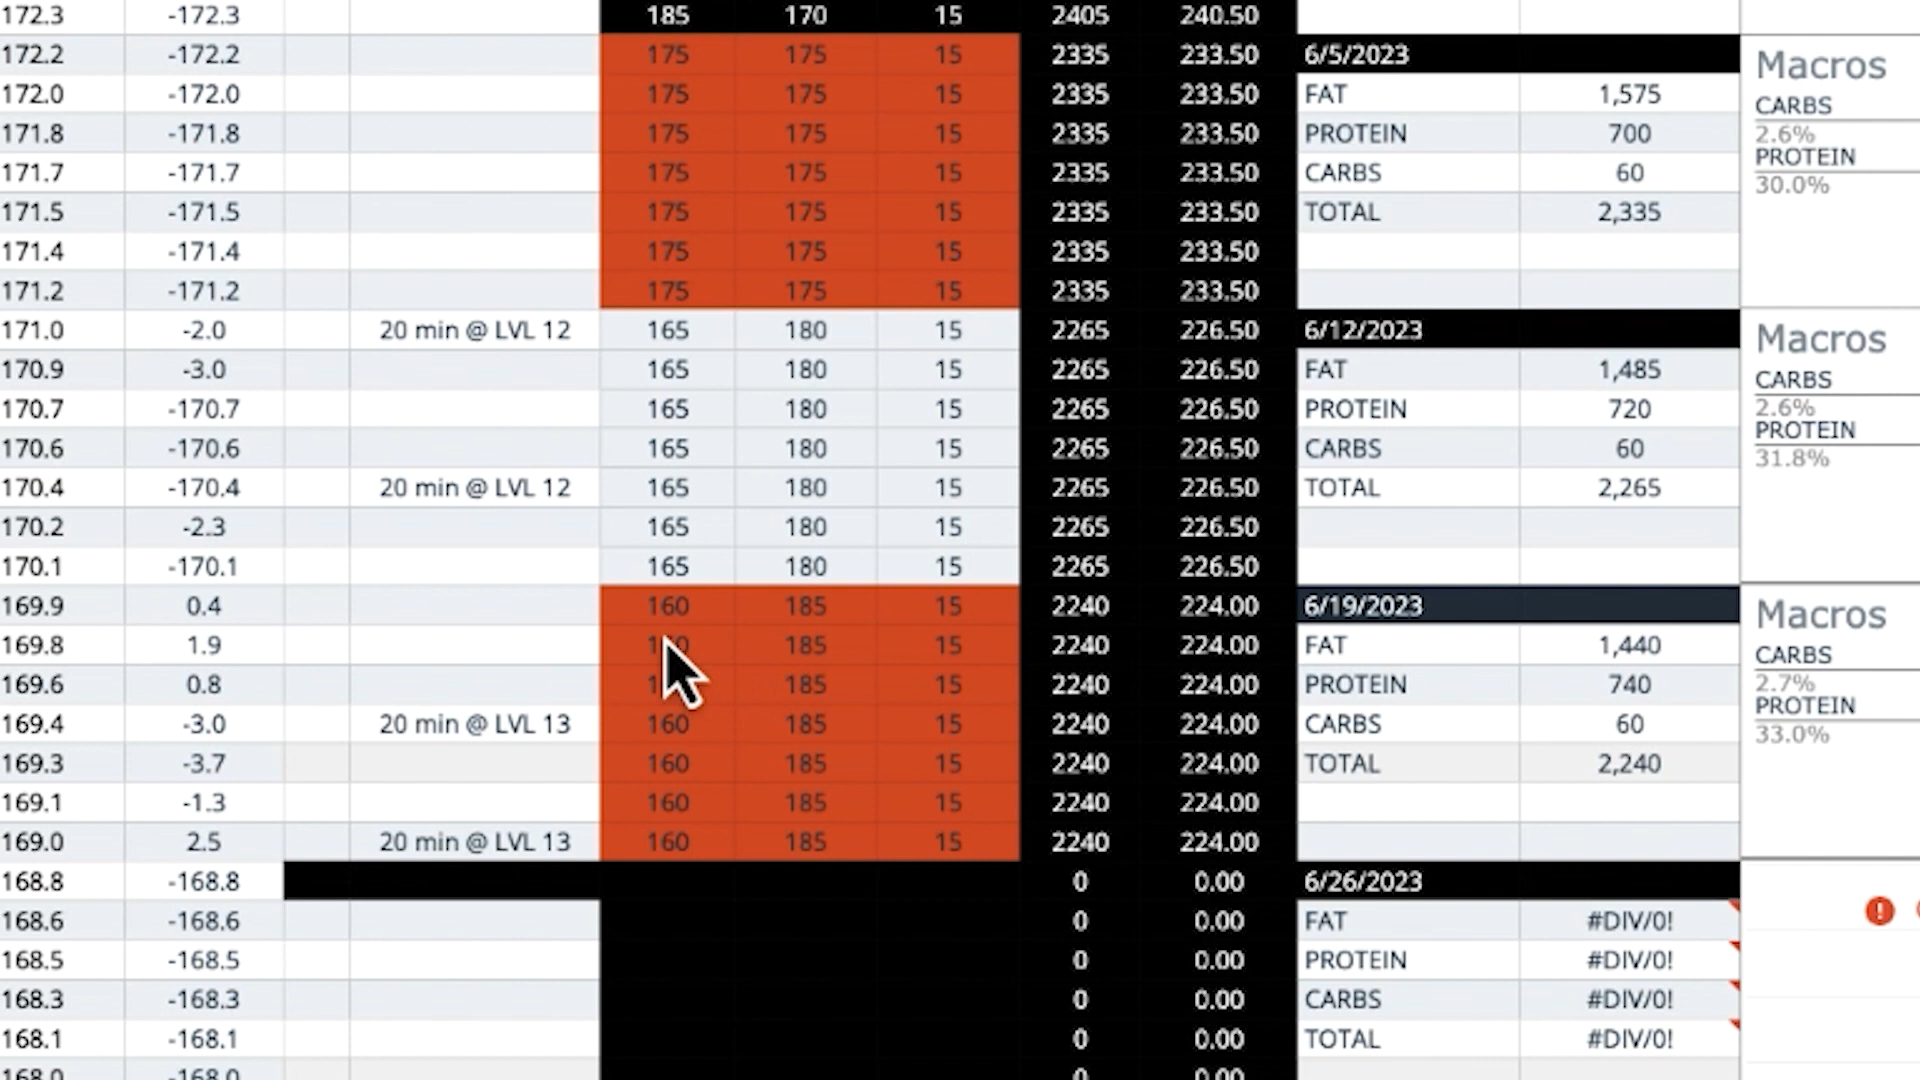 172.3 -172.3 185 170 15 2405 240.50
172.2 -172.2 175 175 15 2335 233.50 6/5/2023 Macros
172.0 -172.0 175 175 15 2335 233.50 FAT 1,575 CARBS
171.8 -171.8 175 175 15 2335 233.50 PROTEIN 700 2.6%
171.7 -171.7 175 175 15 2335 233.50 CARBS 60 PROTEIN
171.5 -171.5 175 175 15 2335 233.50 TOTAL 2,335 30.0%
171.4 -171.4 175 175 15 2335 233.50
171.2 -171.2 175 175 15 2335 233.50
171.0 -2.0 20 min @ LVL 12 165 180 15 2265 226.50 6/12/2023 Macros
170.9 -3.0 165 180 15 2265 226.50 FAT 1,485 CARBS
170.7 -170.7 165 180 15 2265 226.50 PROTEIN 720 2.6%
170.6 -170.6 165 180 15 2265 226.50 CARBS 60 PROTEIN
170.4 -170.4 20 min @ LVL 12 165 180 15 2265 226.50 TOTAL 2,265 31.8%
170.2 -2.3 165 180 15 2265 226.50
170.1 -170.1 165 180 15 2265 226.50
169.9 0.4 160 185 15 2240 224.00 6/19/2023 Macros
169.8 1.9 185 15 2240 224.00 FAT 1,440 CARBS
169.6 0.8 185 15 2240 224.00 PROTEIN 740 2.7%
169.4 -3.0 20 min @ LVL 13 160 185 15 2240 224.00 CARBS 60 PROTEIN
169.3 -3.7 160 185 15 2240 224.00 TOTAL 2,240 33.0%
169.1 -1.3 160 185 15 2240 224.00
169.0 2.5 20 min @ LVL 13 160 185 15 2240 224.00
168.8 -168.8 0 0.00 6/26/2023
168.6 -168.6 0 0.00 FAT #DIV/0!
168.5 -168.5 0 0.00 PROTEIN #DIV/0!
168.3 -168.3 0 0.00 CARBS #DIV/0!
168.1 -168.1 0 0.00 TOTAL #DIV/0!
168.0 -168.0 0 0.00